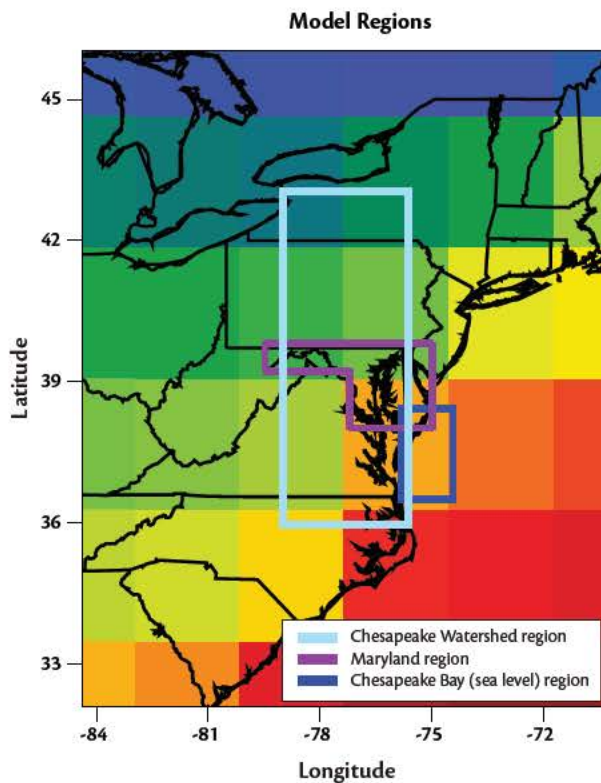 Model Regions
45
42
39
36
33
Latitude
-84 -81 -78 -75 -72
Longitude
Chesapeake Watershed region
Maryland region
Chesapeake Bay (sea level) region